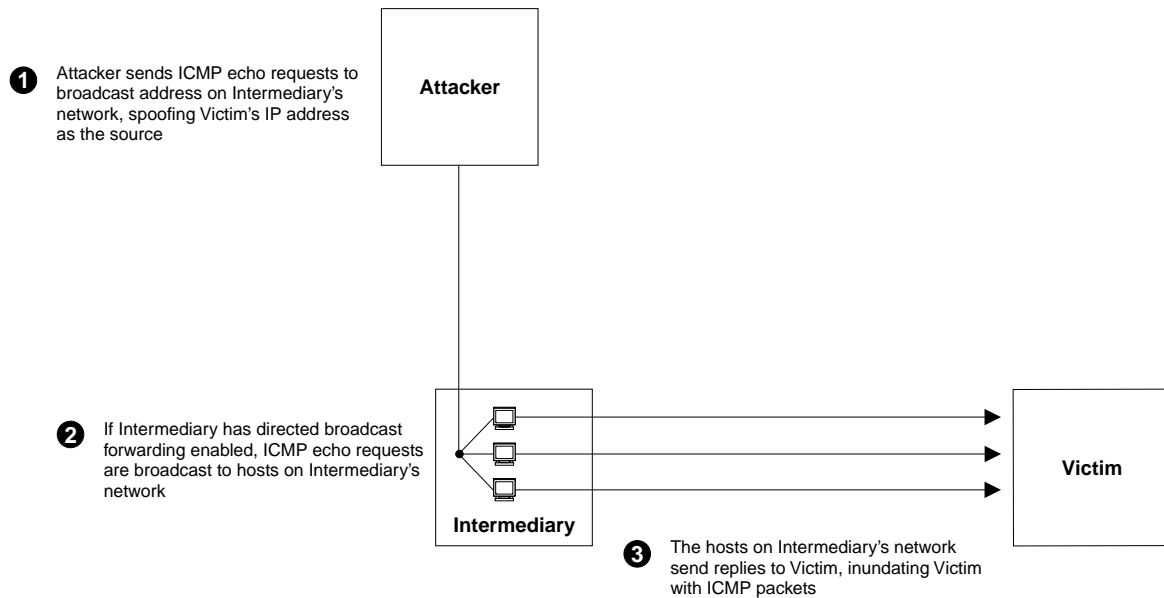 Attacker
1
Attacker sends ICMP echo requests to
broadcast address on Intermediary's
network, spoofing Victim's IP address
as the source
2
If Intermediary has directed broadcast
forwarding enabled, ICMP echo requests
are broadcast to hosts on Intermediary's
network
Intermediary
Victim
3
The hosts on Intermediary's network
send replies to Victim, inundating Victim
with ICMP packets